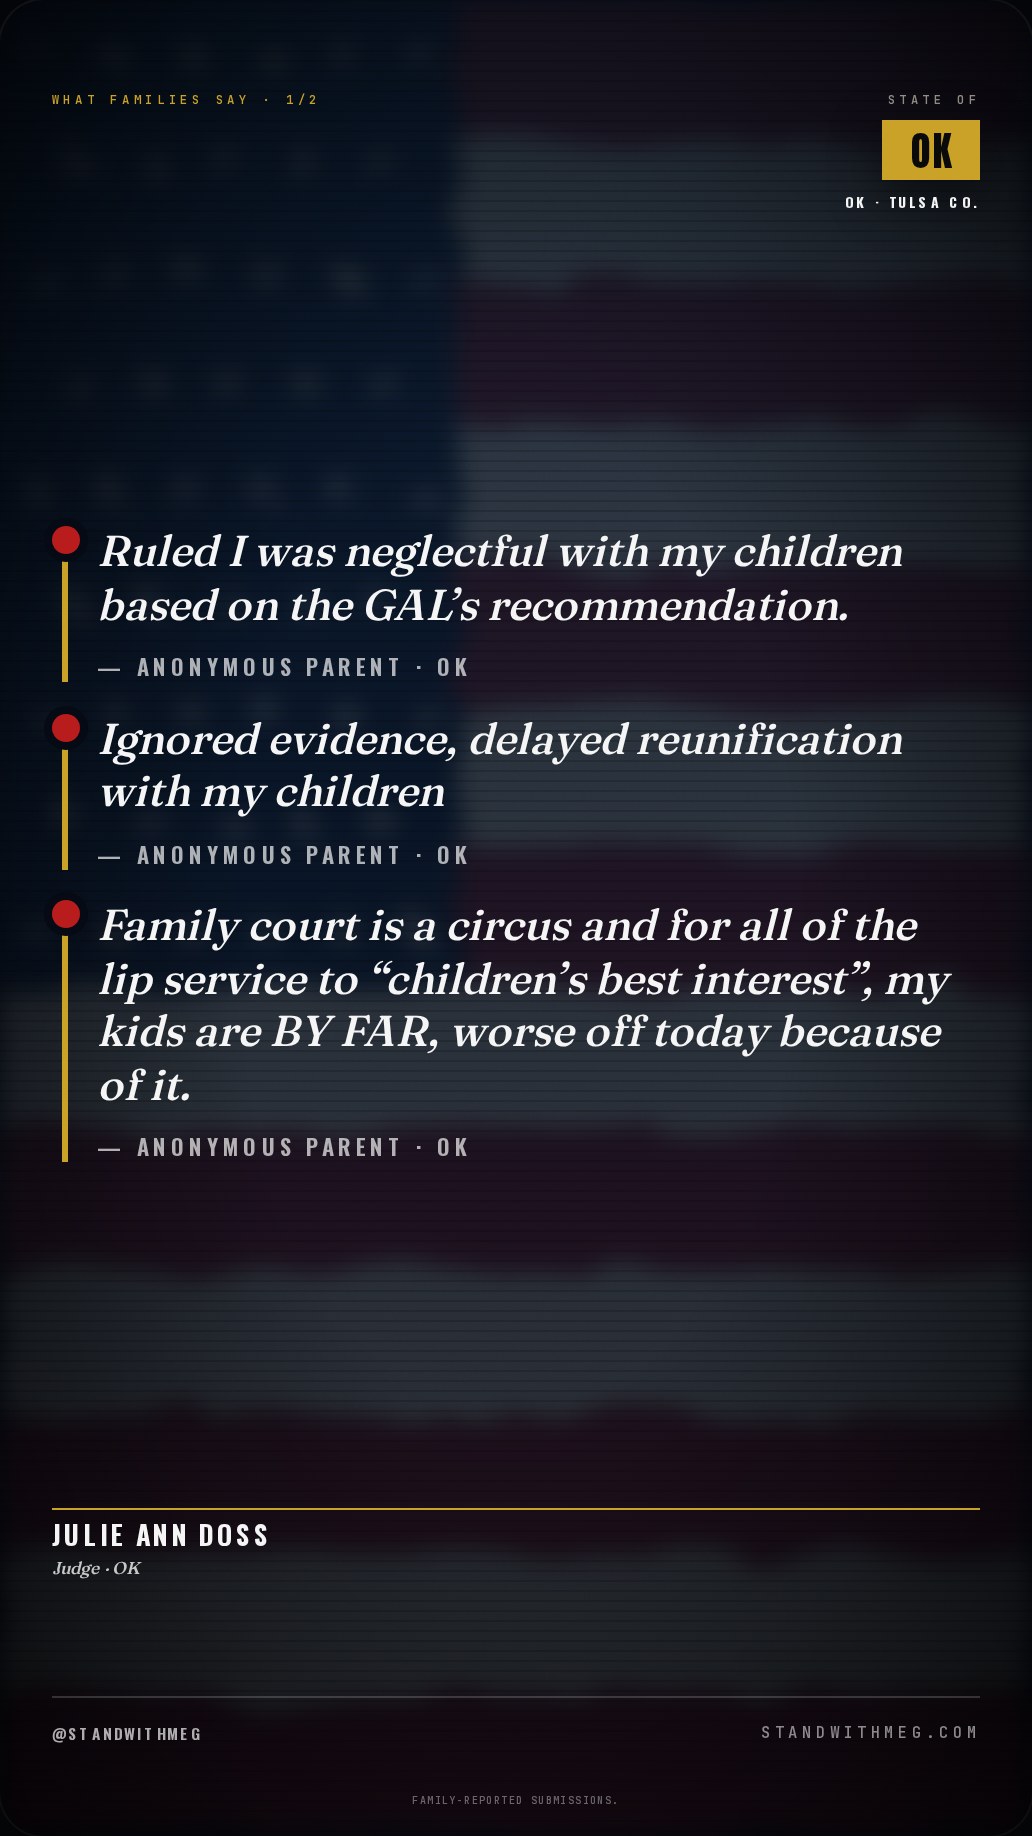 WHAT FAMILIES SAY · 1/2
STATE OF
OK
OK · TULSA CO.
Ruled I was neglectful with my children
based on the GAL’s recommendation.
— ANONYMOUS PARENT · OK
Ignored evidence, delayed reunification
with my children
— ANONYMOUS PARENT · OK
Family court is a circus and for all of the
lip service to “children’s best interest”, my
kids are BY FAR, worse off today because
of it.
— ANONYMOUS PARENT · OK
JULIE ANN DOSS
Judge · OK
@STANDWITHMEG
STANDWITHMEG.COM
FAMILY-REPORTED SUBMISSIONS.